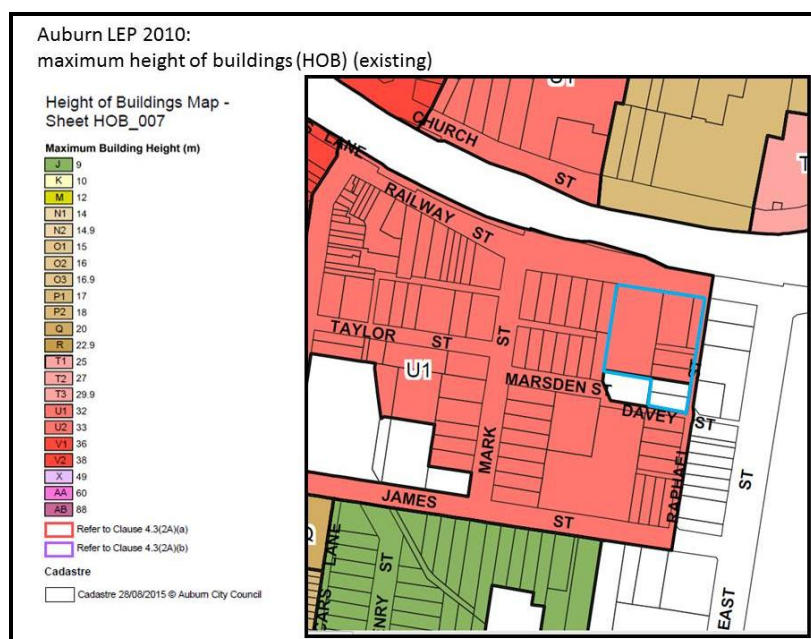 Auburn LEP 2010:
maximum height of buildings (HOB) (existing)
Height of Buildings Map -
Sheet HOB_007
Maximum Building Height (m)
J 9
K 10
M 12
N1 14
N2 14.9
O1 15
O2 16
O3 16.9
P1 17
P2 18
Q 20
R 22.9
T1 25
T2 27
T3 29.9
U1 32
U2 33
V1 36
V2 38
X 49
AA 60
AB 88
Refer to Clause 4.3(2A)(a)
Refer to Clause 4.3(2A)(b)
Cadastre
Cadastre 28/08/2015 © Auburn City Council
CHURCH ST
LANE
RAILWAY ST
TAYLOR ST
U1
MARK ST
MARSDEN ST
DAVEY ST
RAPHAEL ST
JAMES ST
EAST ST